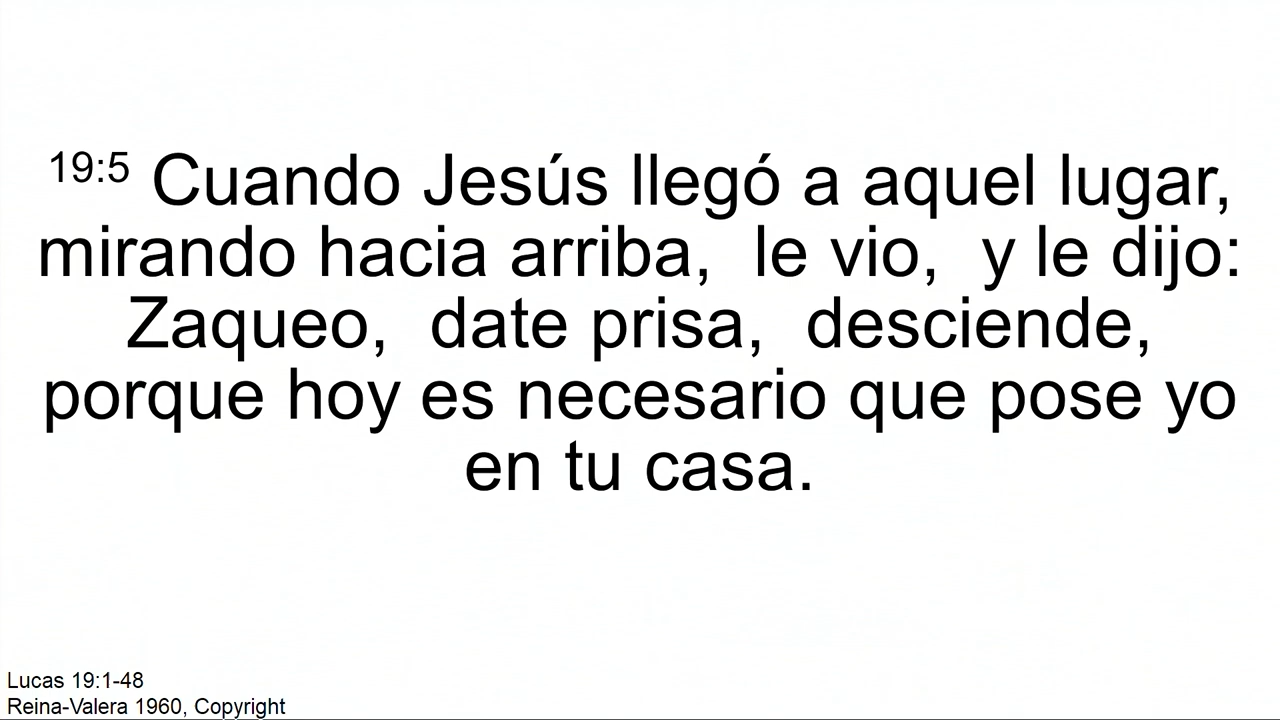 19:5 Cuando Jesús llegó a aquel lugar,
mirando hacia arriba,  le vio,  y le dijo:
Zaqueo,  date prisa,  desciende,
porque hoy es necesario que pose yo
en tu casa.
Lucas 19:1-48
Reina-Valera 1960, Copyright